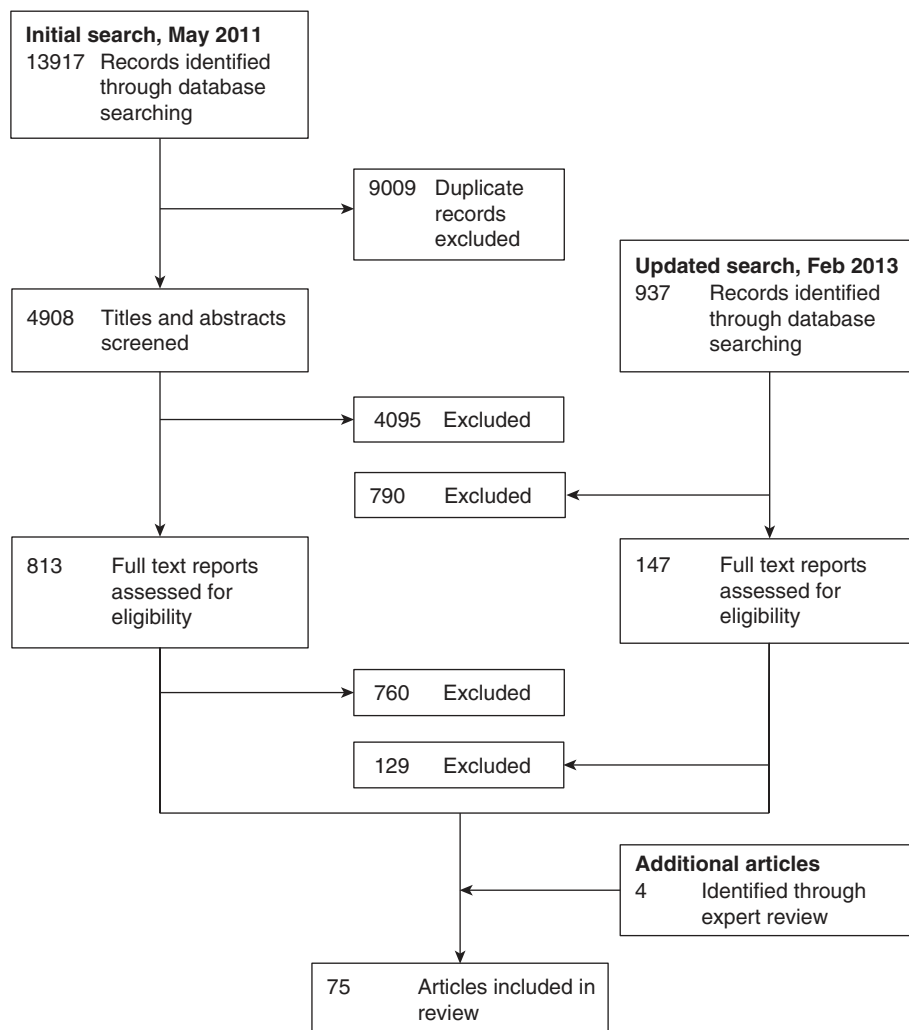 Initial search, May 2011
13917 Records identified
through database
searching
9009 Duplicate
records
excluded
Updated search, Feb 2013
937 Records identified
through database
searching
4908 Titles and abstracts
screened
4095 Excluded
790 Excluded
813 Full text reports
assessed for
eligibility
147 Full text reports
assessed for
eligibility
760 Excluded
129 Excluded
Additional articles
4 Identified through
expert review
75 Articles included in
review